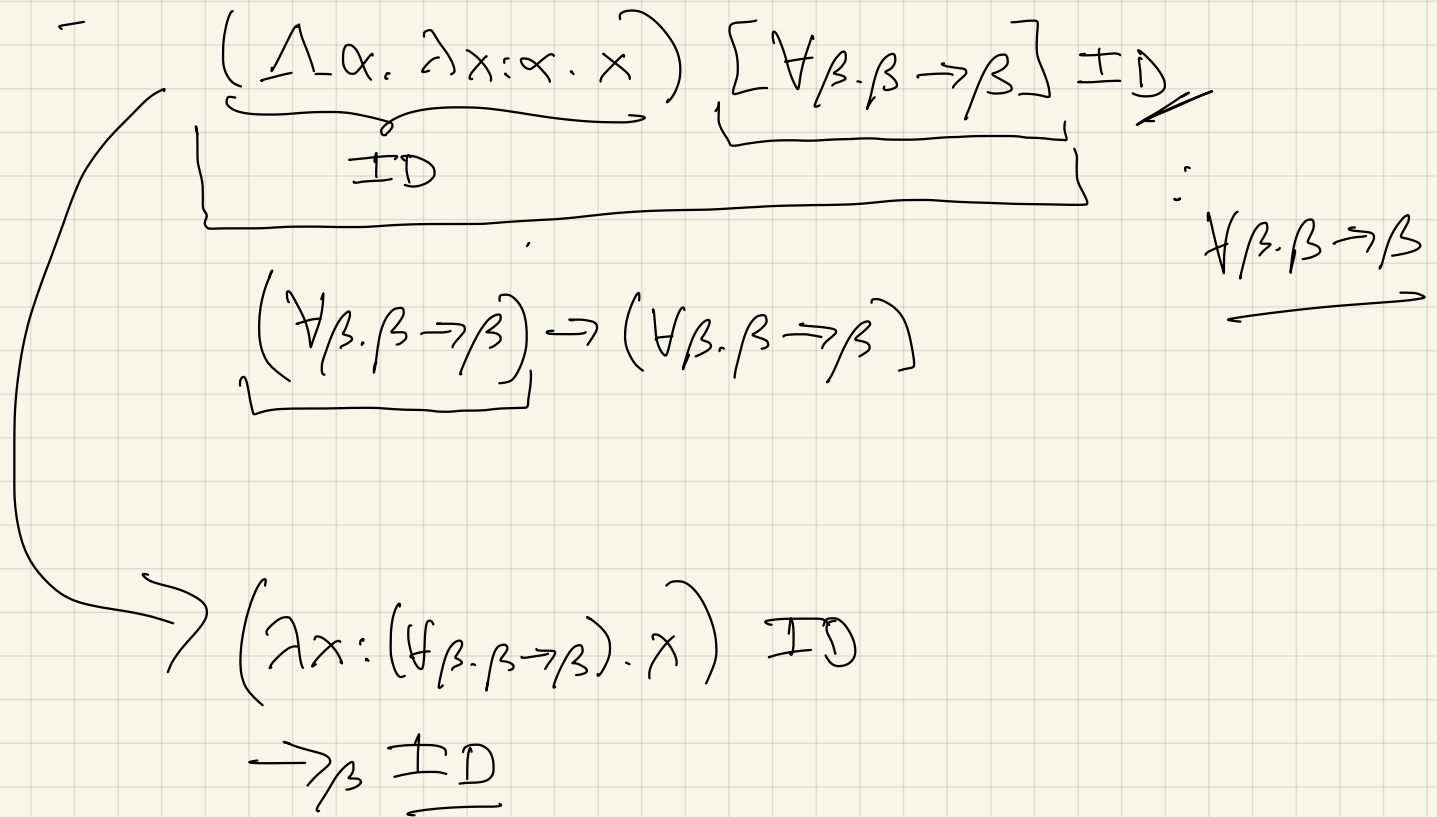 (Λα. λx:α. x) [∀β.β→β] ID
ID
: ∀β.β→β
(∀β.β→β) → (∀β.β→β)
(λx:(∀β.β→β).x) ID
→β ID